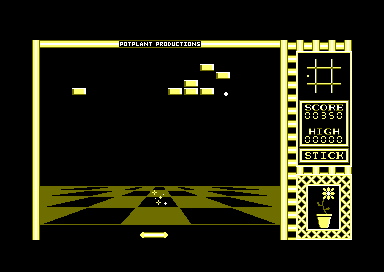 POTPLANT PRODUCTIONS
SCORE
00350
HIGH
00000
STICK